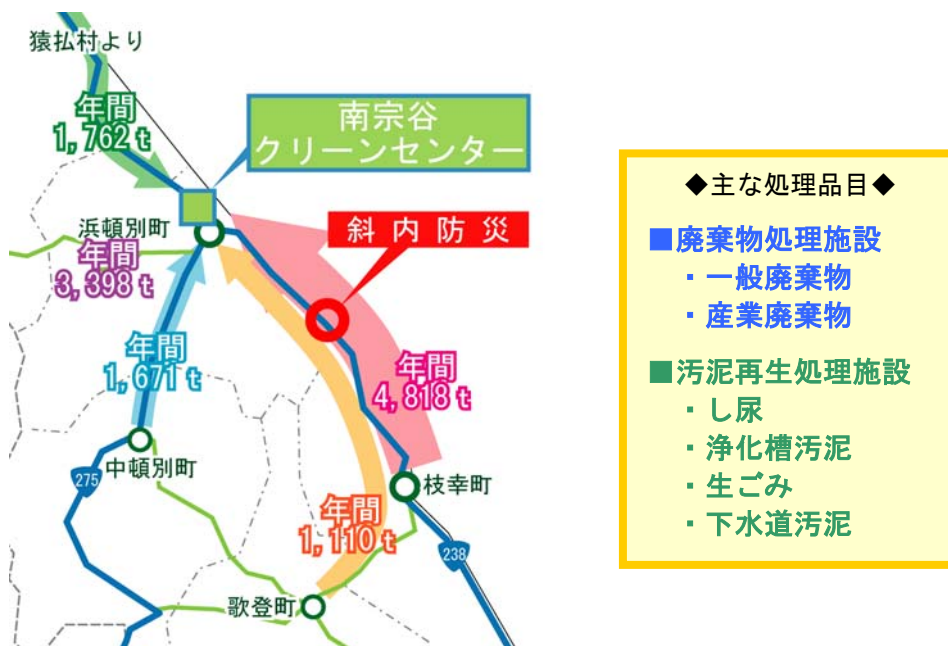 猿払村より
年間
1,762 t
南宗谷
クリーンセンター
浜頓別町
斜内防災
年間
3,398 t
年間
1,671 t
年間
4,818 t
中頓別町
275
枝幸町
年間
1,110 t
238
歌登町
◆主な処理品目◆
■廃棄物処理施設
・一般廃棄物
・産業廃棄物
■汚泥再生処理施設
・し尿
・浄化槽汚泥
・生ごみ
・下水道汚泥